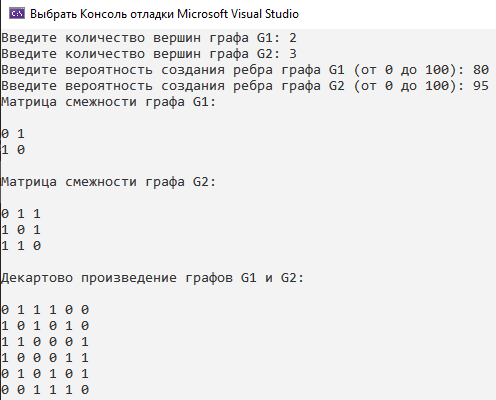 Выбрать Консоль отладки Microsoft Visual Studio
Введите количество вершин графа G1: 2
Введите количество вершин графа G2: 3
Введите вероятность создания ребра графа G1 (от 0 до 100): 80
Введите вероятность создания ребра графа G2 (от 0 до 100): 95
Матрица смежности графа G1:
0 1
1 0
Матрица смежности графа G2:
0 1 1
1 0 1
1 1 0
Декартово произведение графов G1 и G2:
0 1 1 1 0 0
1 0 1 0 1 0
1 1 0 0 0 1
1 0 0 0 1 1
0 1 0 1 0 1
0 0 1 1 1 0